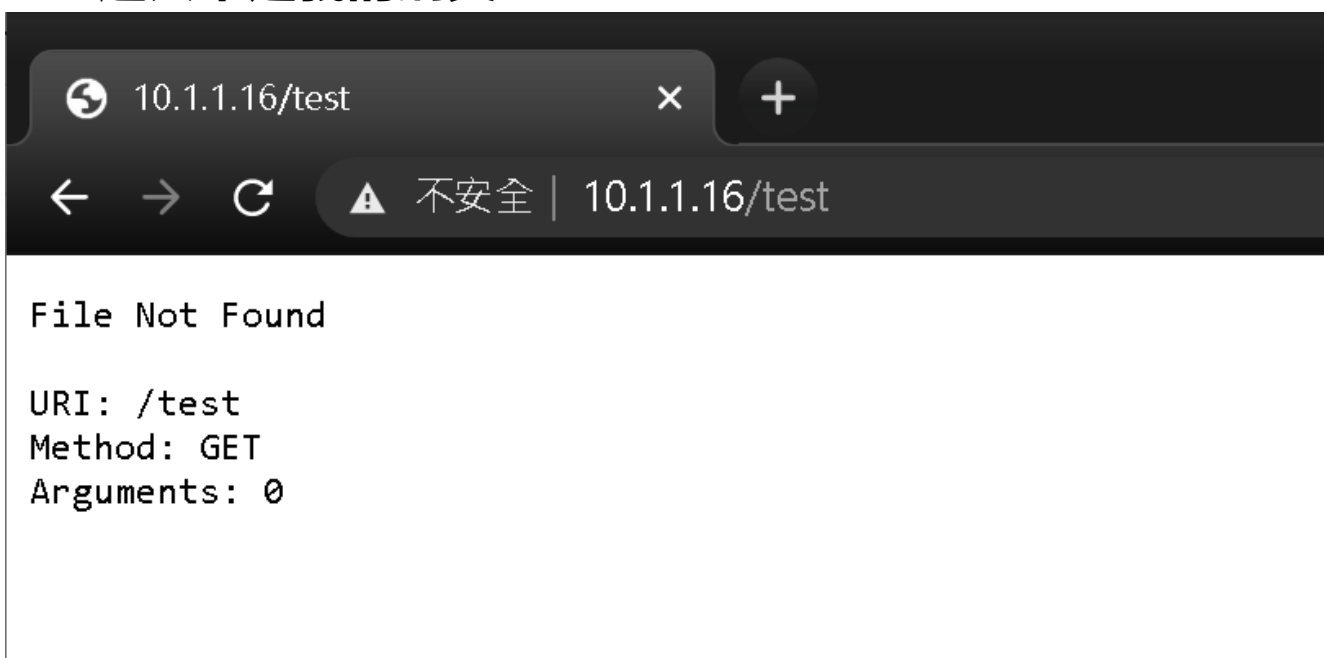 10.1.1.16/test
不安全 | 10.1.1.16/test
File Not Found
URI: /test
Method: GET
Arguments: 0